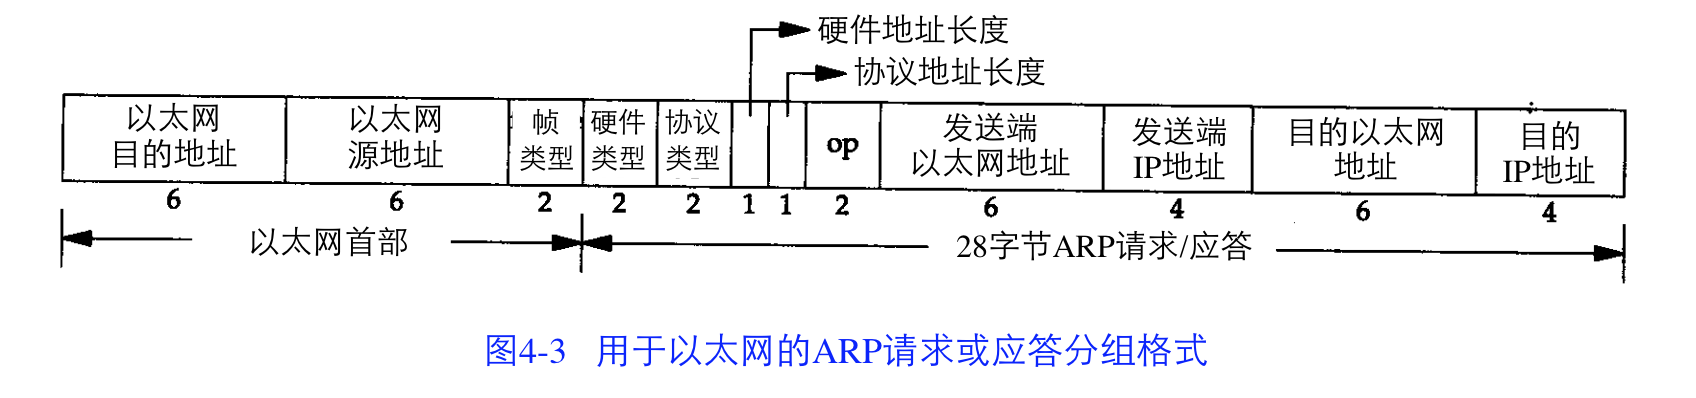 硬件地址长度
协议地址长度
以太网
目的地址
以太网
源地址
帧
类型
硬件
类型
协议
类型
op
发送端
以太网地址
发送端
IP地址
目的以太网
地址
目的
IP地址
6
6
2
2
2
1
1
2
6
4
6
4
以太网首部
28字节ARP请求/应答
图4-3 用于以太网的ARP请求或应答分组格式